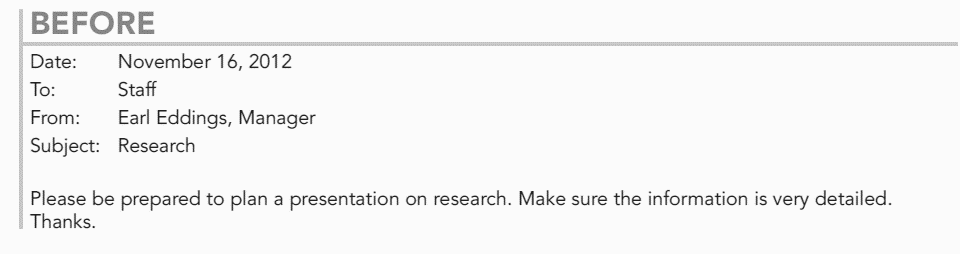 BEFORE
Date: November 16, 2012
To: Staff
From: Earl Eddings, Manager
Subject: Research
Please be prepared to plan a presentation on research. Make sure the information is very detailed.
Thanks.